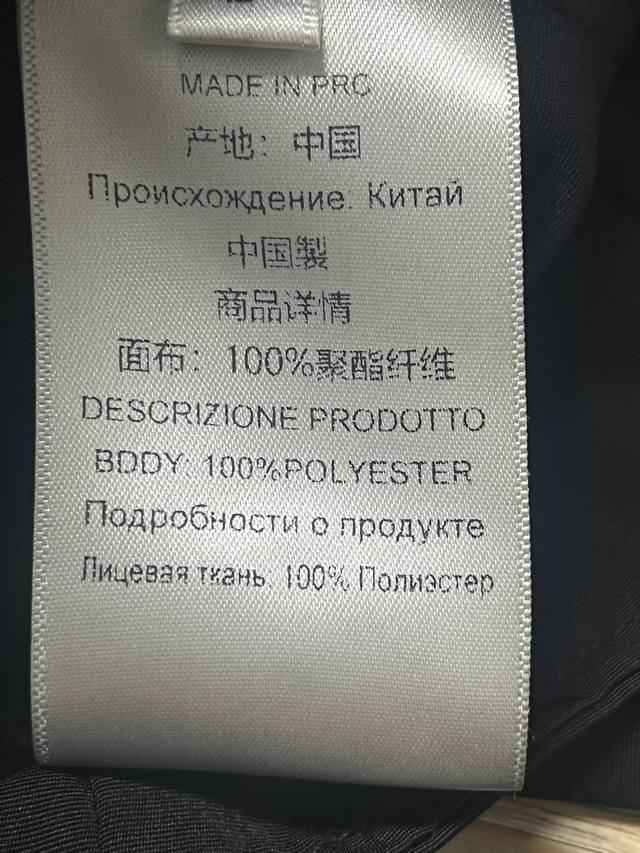 MADE IN PRC
产地：中国
Происхождение: Китай
中国製
商品详情
面布：100%聚酯纤维
DESCRIZIONE PRODOTTO
BDDY: 100%POLYESTER
Подробности о продукте
Лицевая ткань: 100% Полиэстер